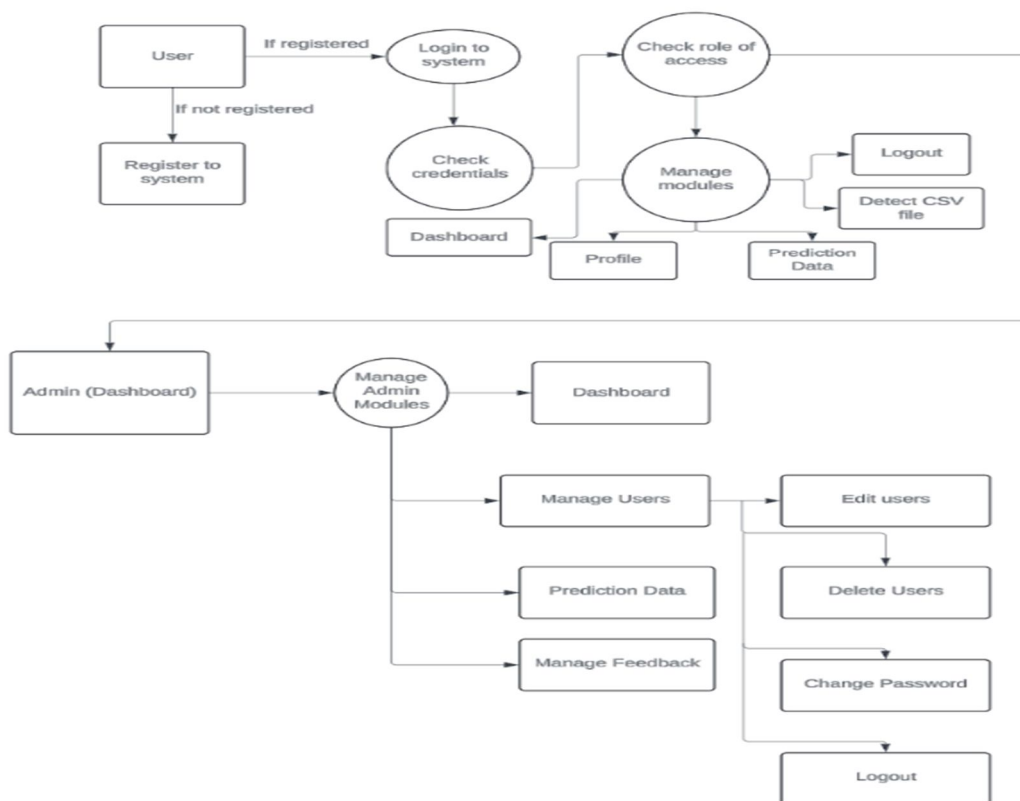 User
If registered
Login to
system
Check role of
access
If not registered
Register to
system
Check
credentials
Manage
modules
Logout
Detect CSV
file
Dashboard
Profile
Prediction
Data
Admin (Dashboard)
Manage
Admin
Modules
Dashboard
Manage Users
Edit users
Prediction Data
Delete Users
Manage Feedback
Change Password
Logout